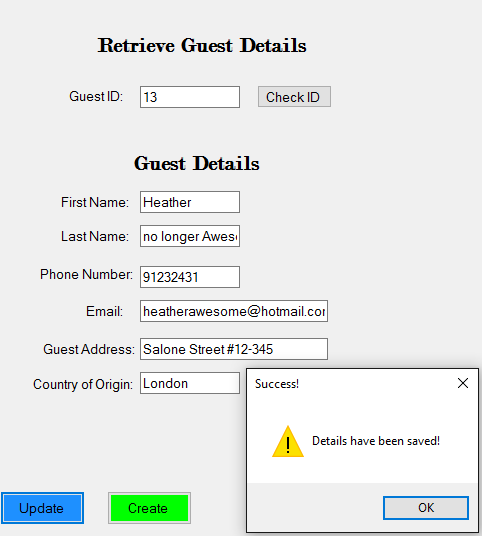 Retrieve Guest Details
Guest ID: 13 Check ID
Guest Details
First Name: Heather
Last Name: no longer Aweso
Phone Number: 91232431
Email: heatherawesome@hotmail.com
Guest Address: Salone Street #12-345
Country of Origin: London
Success!
Details have been saved!
OK
Update Create